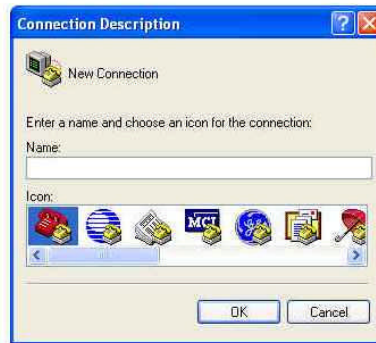 Connection Description
New Connection
Enter a name and choose an icon for the connection:
Name:
Icon:
MCI
OK
Cancel